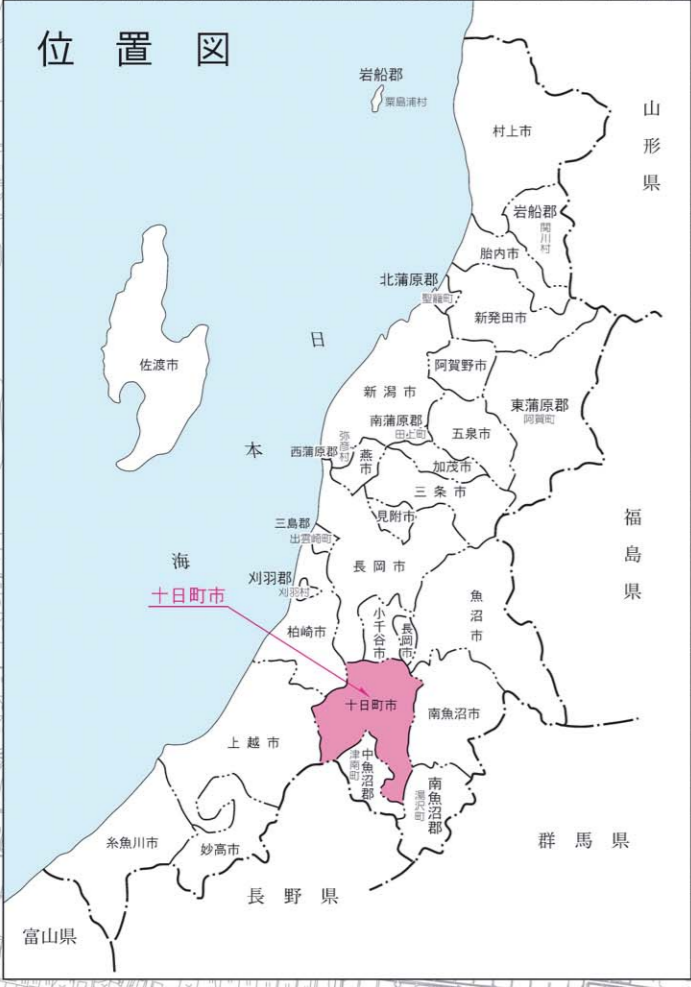 位置図
岩船郡
粟島浦村
村上市
山形県
岩船郡
関川村
胎内市
北蒲原郡
聖籠町
新発田市
日本海
佐渡市
阿賀野市
新潟市
東蒲原郡
阿賀町
南蒲原郡
田上町
五泉市
弥彦村
西蒲原郡
燕市
加茂市
三条市
見附市
三島郡
出雲崎町
福島県
長岡市
刈羽郡
刈羽村
十日町市
魚沼市
小千谷市
長岡市
柏崎市
十日町市
南魚沼市
上越市
中魚沼郡
津南町
南魚沼郡
湯沢町
糸魚川市
妙高市
群馬県
長野県
富山県